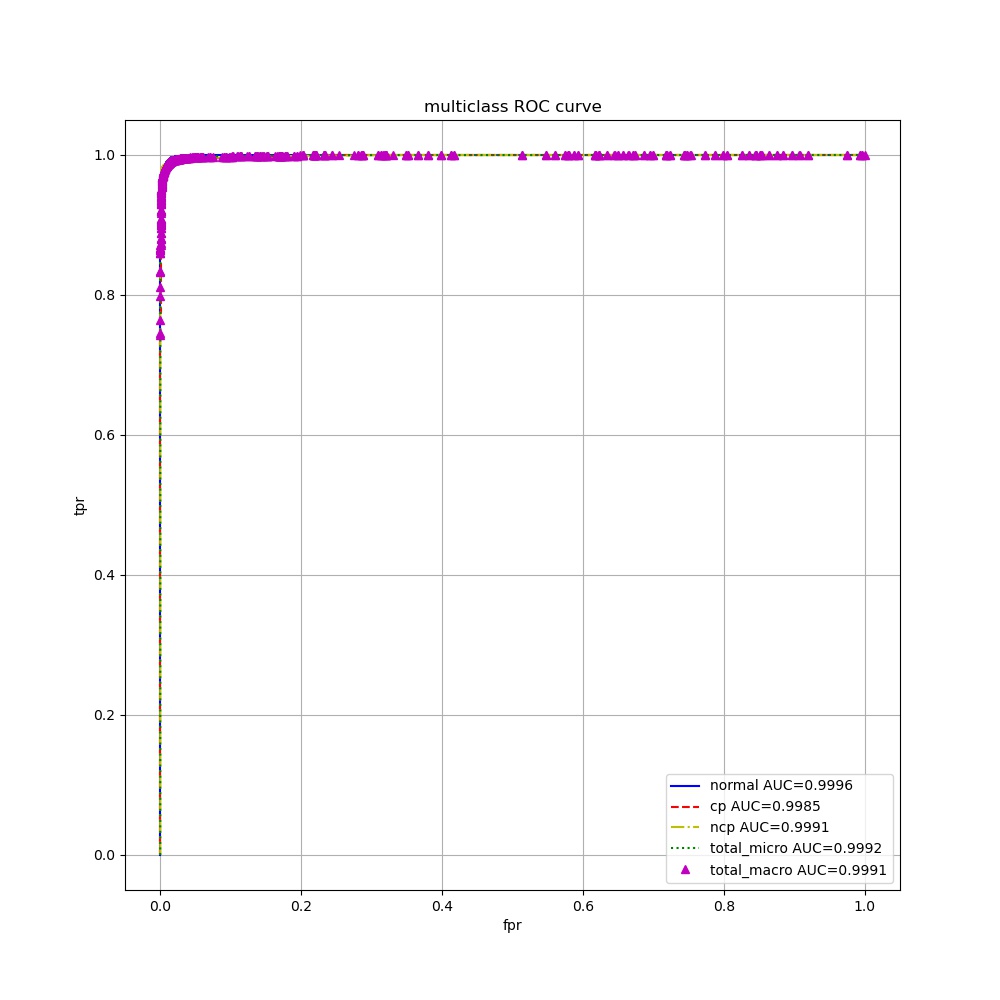 multiclass ROC curve
1.0
0.8
0.6
0.4
0.2
0.0
tpr
0.0 0.2 0.4 0.6 0.8 1.0
fpr
normal AUC=0.9996
cp AUC=0.9985
ncp AUC=0.9991
total_micro AUC=0.9992
total_macro AUC=0.9991